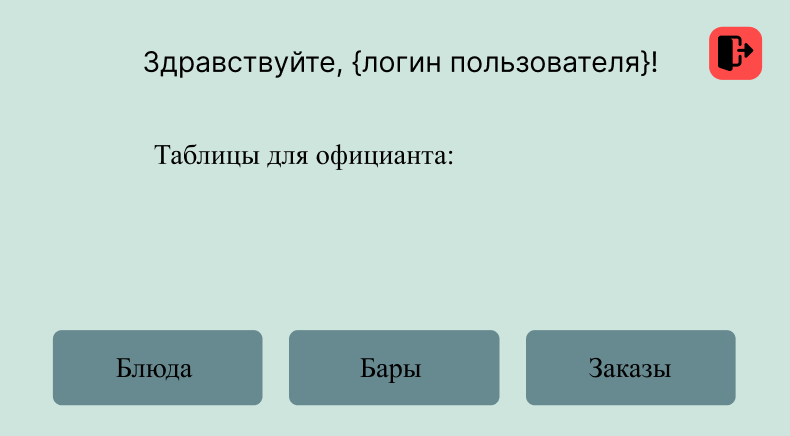 Здравствуйте, {логин пользователя}!
Таблицы для официанта:
Блюда
Бары
Заказы